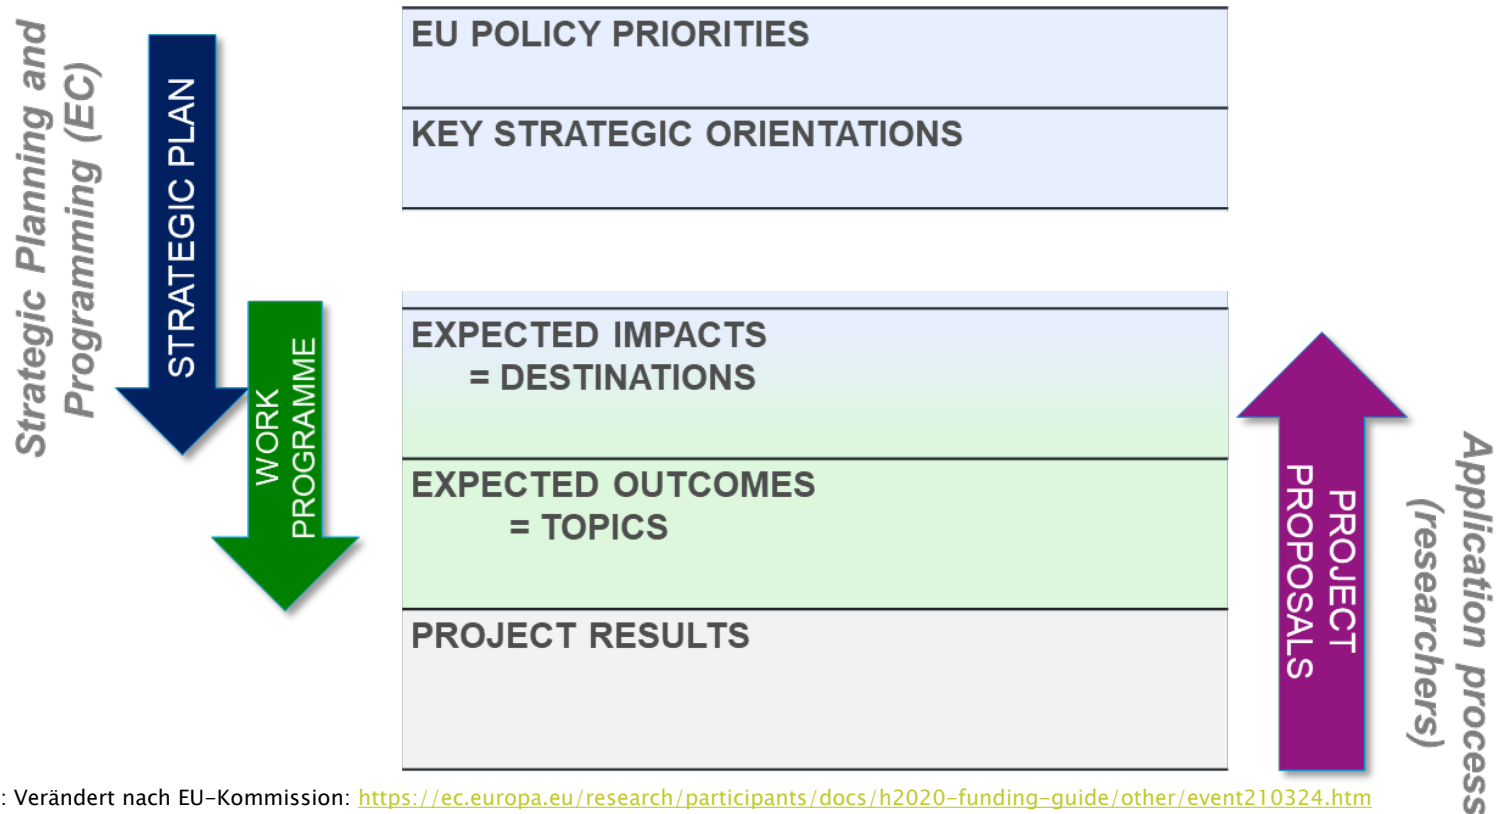 Strategic Planning and
Programming (EC)
STRATEGIC PLAN
WORK
PROGRAMME
EU POLICY PRIORITIES
KEY STRATEGIC ORIENTATIONS
EXPECTED IMPACTS
= DESTINATIONS
EXPECTED OUTCOMES
= TOPICS
PROJECT RESULTS
PROJECT
PROPOSALS
Application process
(researchers)
: Verändert nach EU-Kommission: https://ec.europa.eu/research/participants/docs/h2020-funding-guide/other/event210324.htm